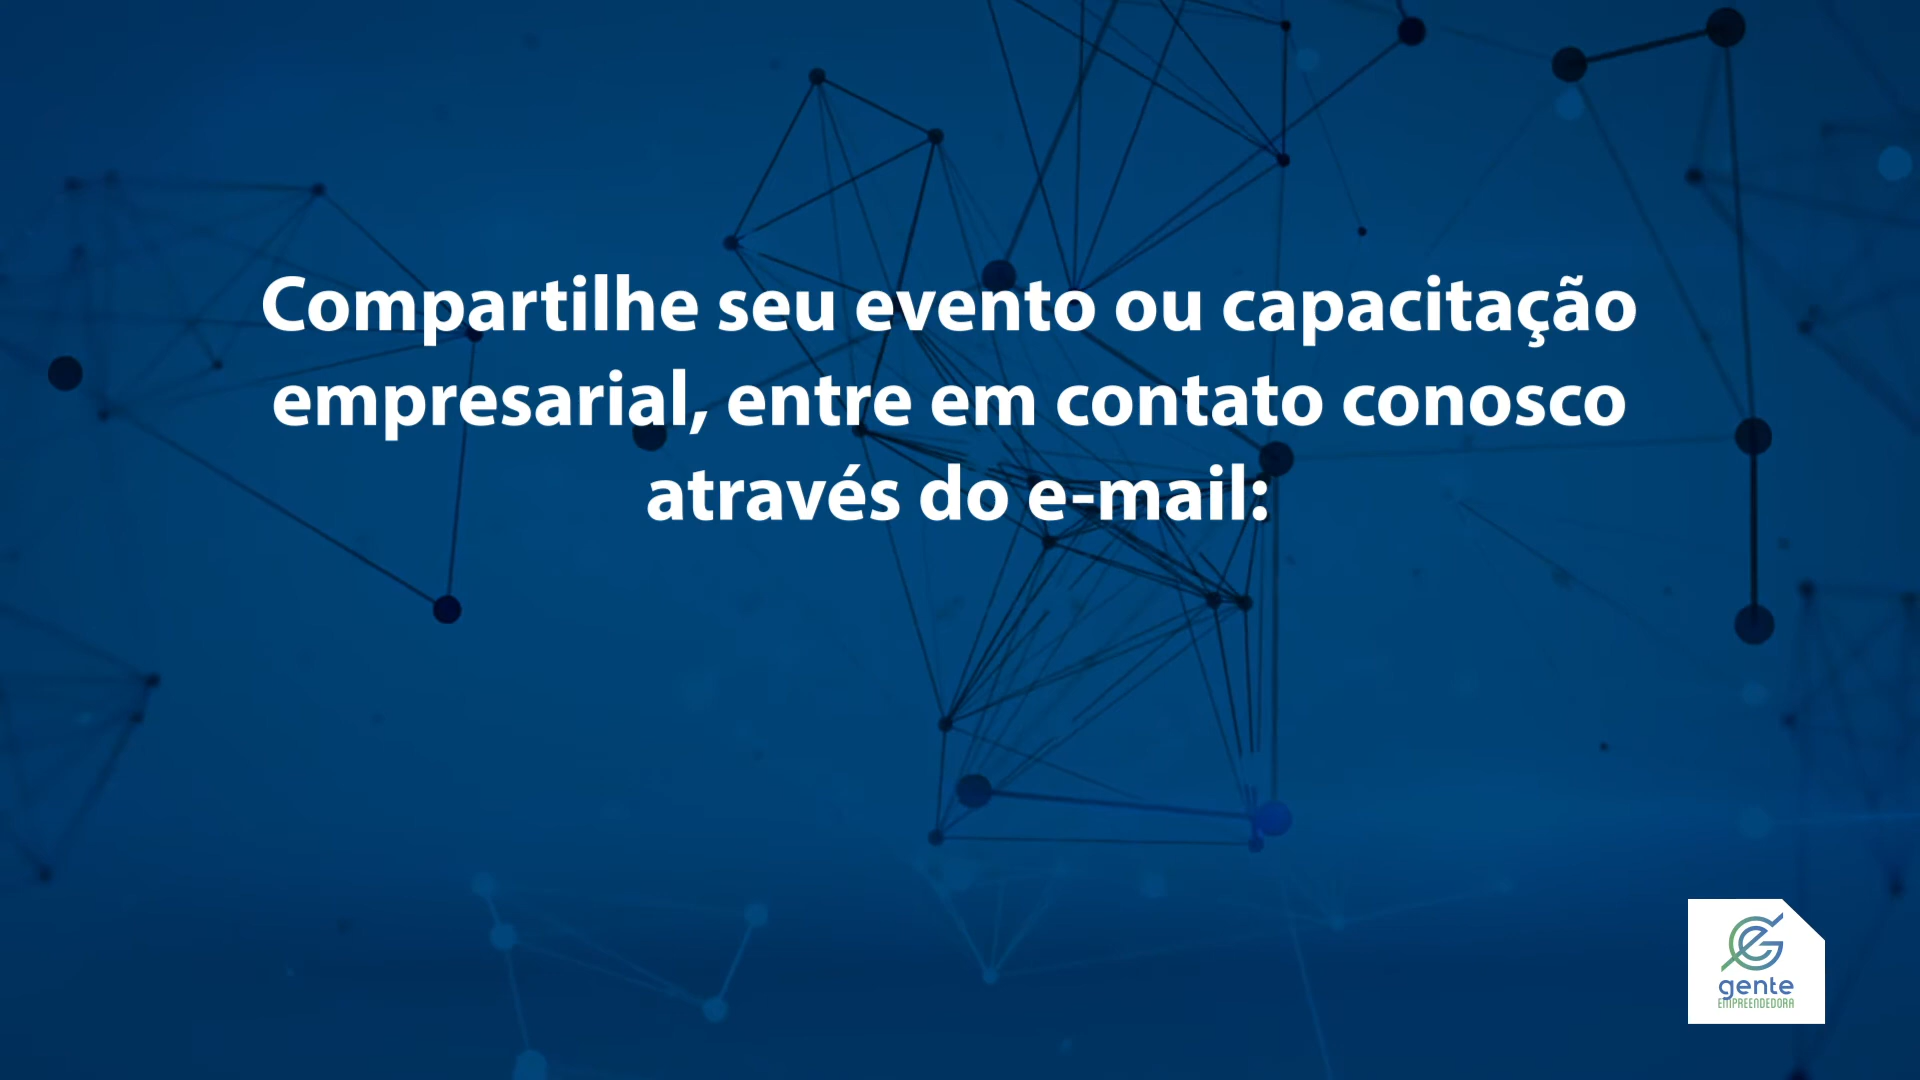 Compartilhe seu evento ou capacitação
empresarial, entre em contato conosco
através do e-mail:
gente
EMPREENDEDORA